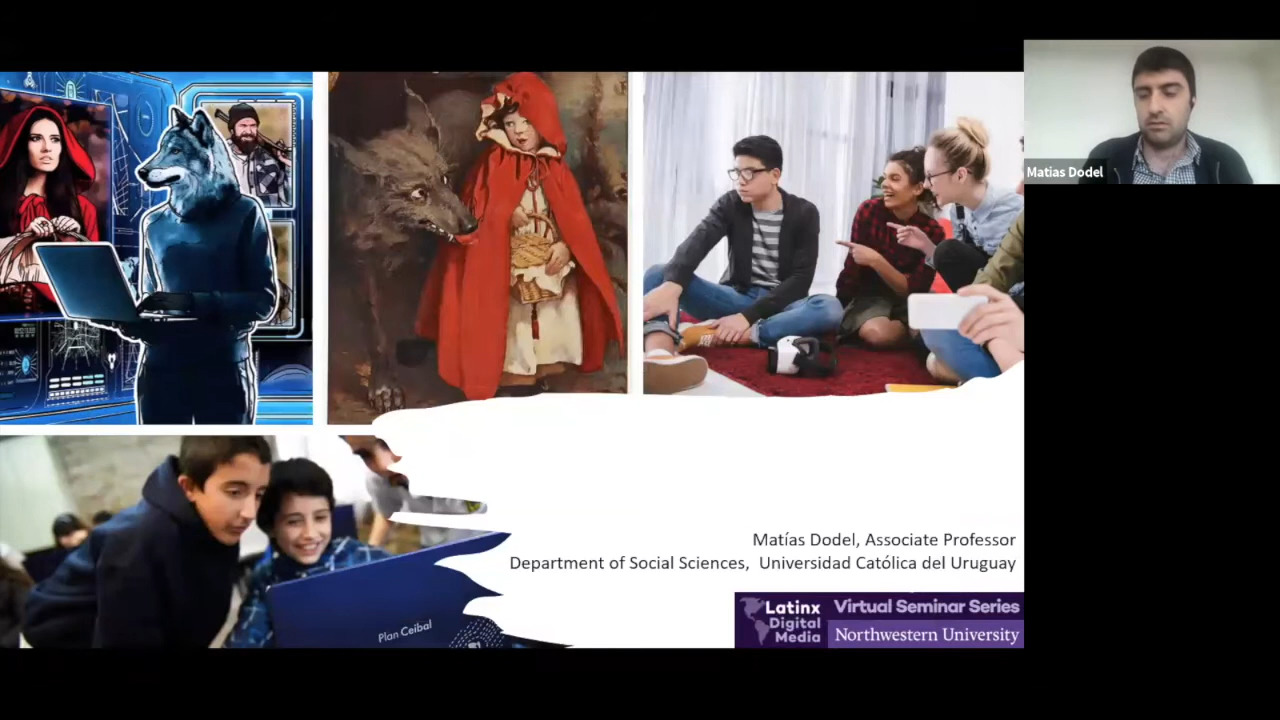 Matías Dodel
Matías Dodel, Associate Professor
Department of Social Sciences, Universidad Católica del Uruguay
Plan Ceibal
Latinx
Digital
Media
Virtual Seminar Series
Northwestern University